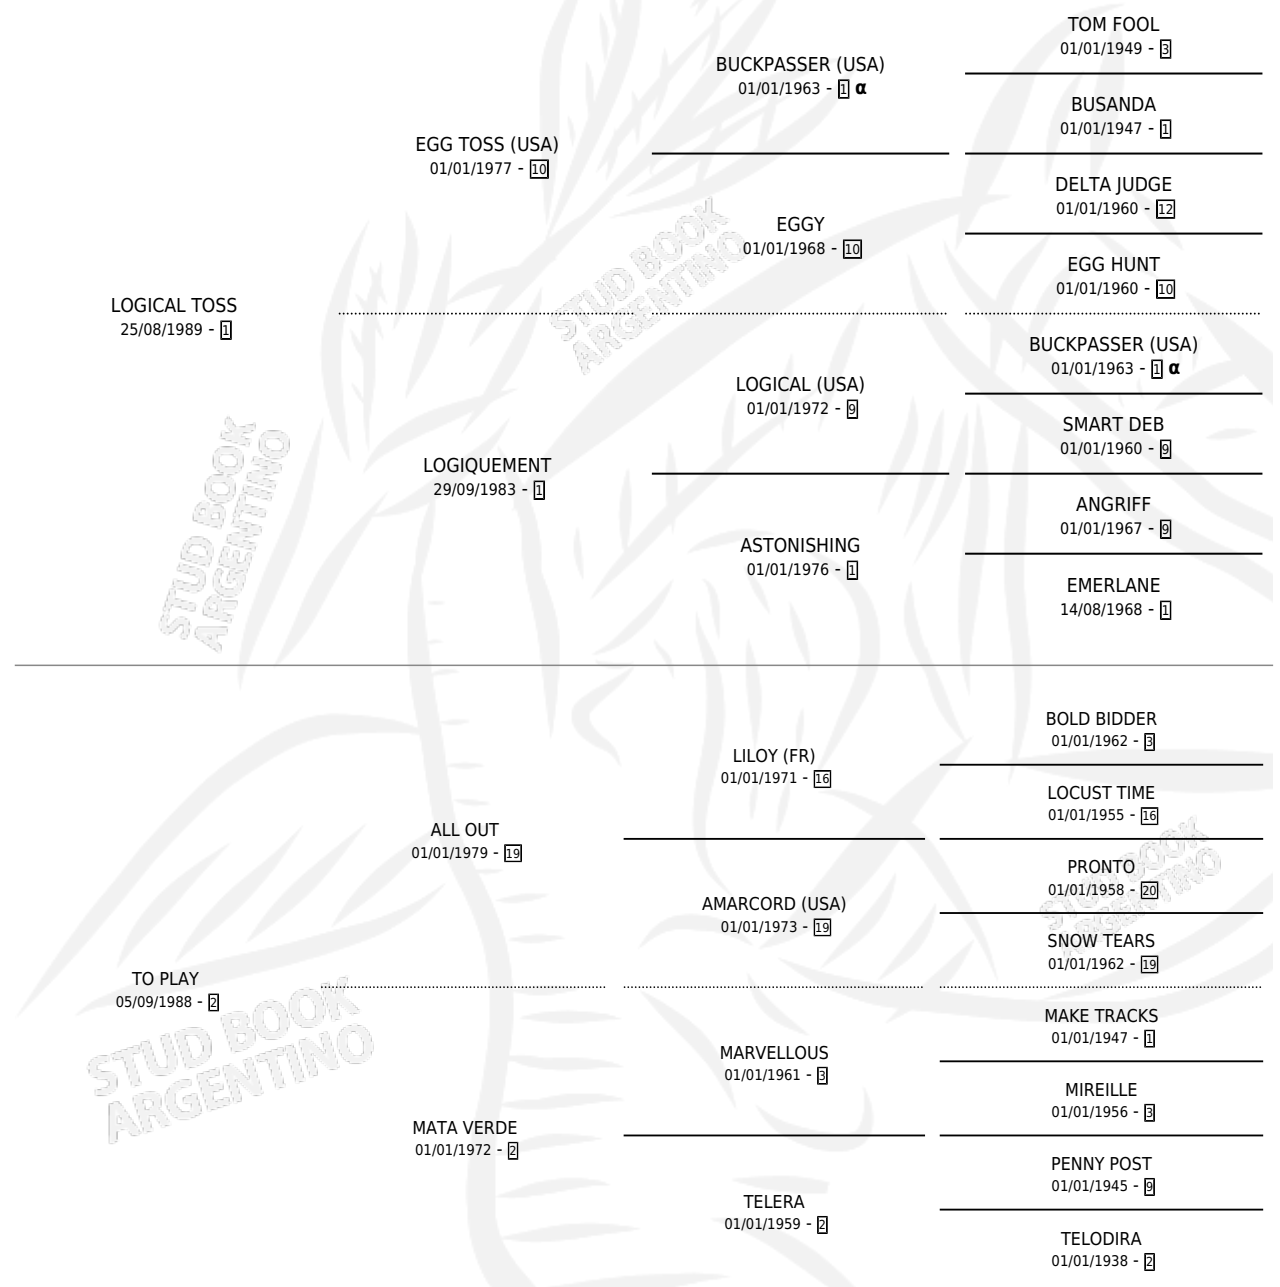 TOM FOOL
01/01/1949 - 3
BUCKPASSER (USA)
01/01/1963 - 1 α
BUSANDA
01/01/1947 - 1
EGG TOSS (USA)
01/01/1977 - 10
DELTA JUDGE
01/01/1960 - 12
EGGY
01/01/1968 - 10
EGG HUNT
01/01/1960 - 10
LOGICAL TOSS
25/08/1989 - 1
BUCKPASSER (USA)
01/01/1963 - 1 α
LOGICAL (USA)
01/01/1972 - 9
SMART DEB
01/01/1960 - 9
LOGIQUEMENT
29/09/1983 - 1
ANGRIFF
01/01/1967 - 9
ASTONISHING
01/01/1976 - 1
EMERLANE
14/08/1968 - 1
BOLD BIDDER
01/01/1962 - 3
LILOY (FR)
01/01/1971 - 16
LOCUST TIME
01/01/1955 - 16
ALL OUT
01/01/1979 - 19
PRONTO
01/01/1958 - 20
AMARCORD (USA)
01/01/1973 - 19
SNOW TEARS
01/01/1962 - 19
TO PLAY
05/09/1988 - 2
MAKE TRACKS
01/01/1947 - 1
MARVELLOUS
01/01/1961 - 3
MIREILLE
01/01/1956 - 3
MATA VERDE
01/01/1972 - 2
PENNY POST
01/01/1945 - 9
TELERA
01/01/1959 - 2
TELODIRA
01/01/1938 - 2
STUD BOOK
ARGENTINO
STUD BOOK
ARGENTINO
STUD BOOK
ARGENTINO
STUD BOOK
ARGENTINO